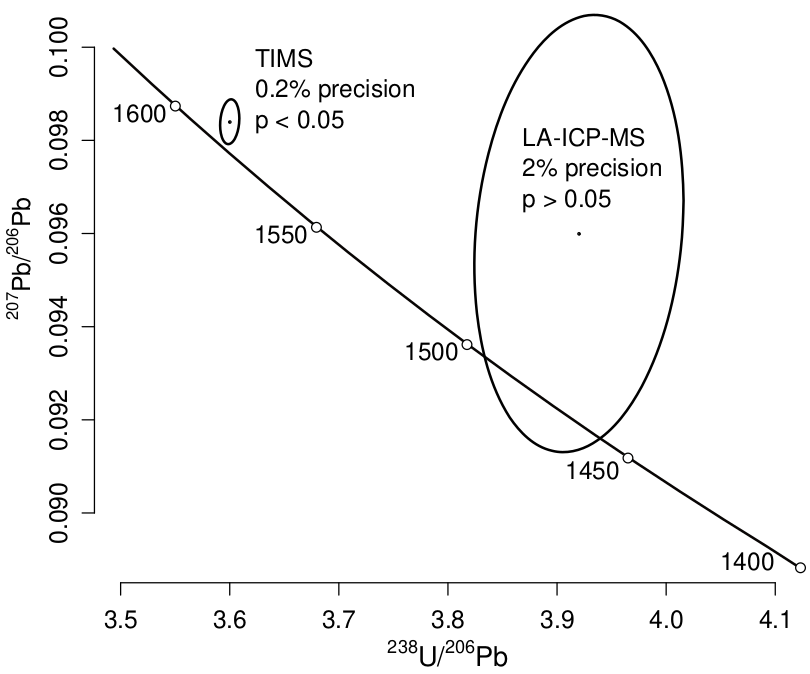 TIMS
0.2% precision
p < 0.05
LA-ICP-MS
2% precision
p > 0.05
1600
1550
1500
1450
1400
0.100
0.098
0.096
0.094
0.092
0.090
²⁰⁷Pb/²⁰⁶Pb
3.5 3.6 3.7 3.8 3.9 4.0 4.1
²³⁸U/²⁰⁶Pb